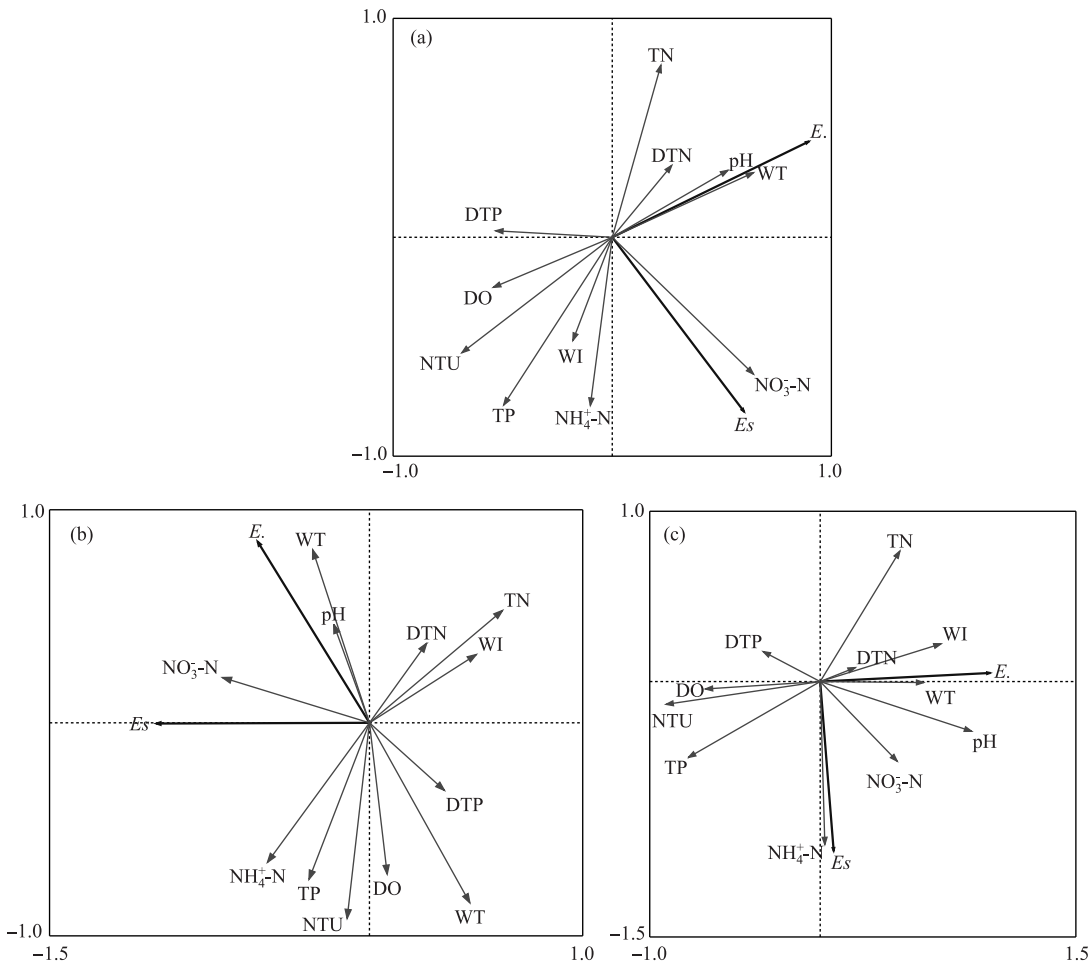 1.0
(a)
TN
E.
DTN
pH
WT
DTP
DO
WI
NTU
NO₃⁻-N
TP
NH₄⁺-N
Es
−1.0
−1.0
1.0
1.0
(b)
E.
WT
pH
TN
DTN
WI
NO₃⁻-N
Es
DTP
NH₄⁺-N
TP
DO
NTU
WT
−1.0
−1.5
1.0
1.0
(c)
TN
DTP
WI
DTN
E.
DO
WT
NTU
pH
TP
NO₃⁻-N
NH₄⁺-N
Es
−1.5
−1.0
1.5